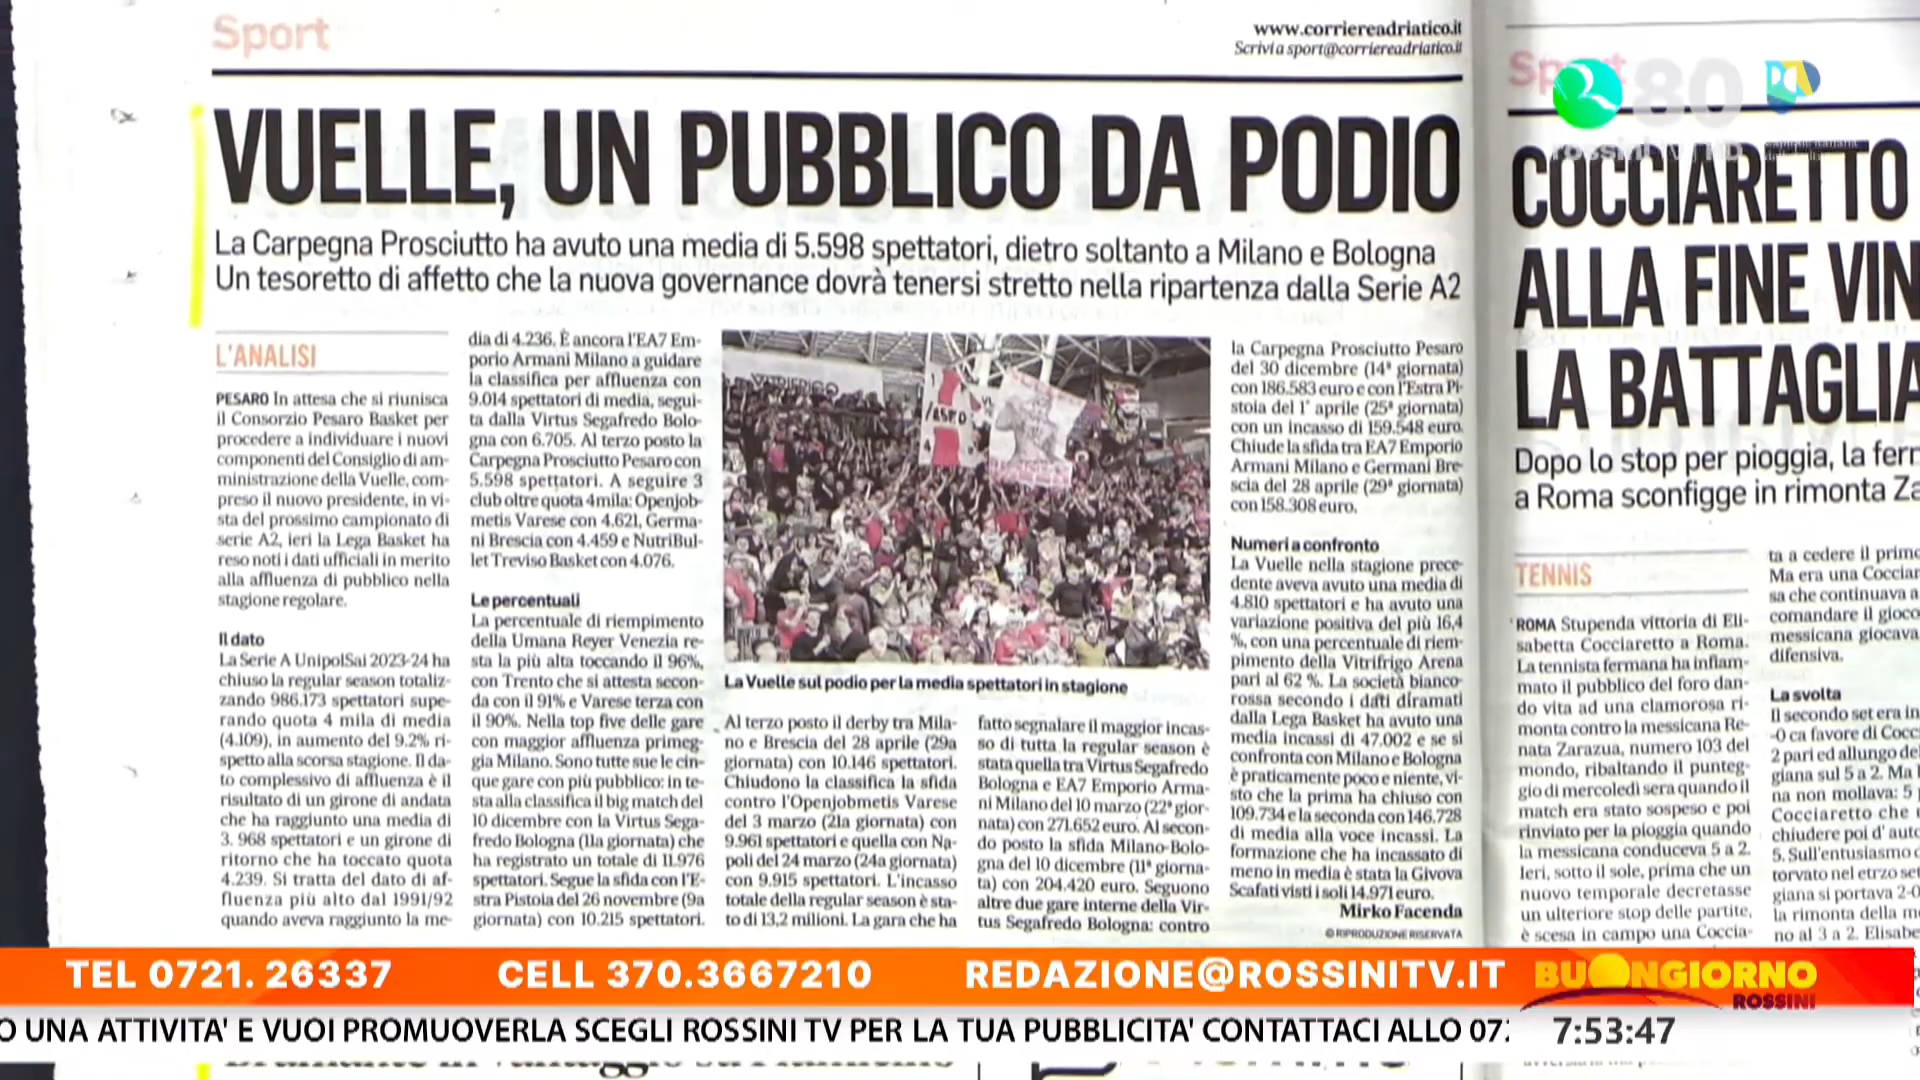 Sport
www.corriereadriatico.it
Scrivi a sport@corriereadriatico.it
VUELLE, UN PUBBLICO DA PODIO
La Carpegna Prosciutto ha avuto una media di 5.598 spettatori, dietro soltanto a Milano e Bologna
Un tesoretto di affetto che la nuova governance dovrà tenersi stretto nella ripartenza dalla Serie A2
L'ANALISI
PESARO In attesa che si riunisca
il Consorzio Pesaro Basket per
procedere a individuare i nuovi
componenti del Consiglio di am-
ministrazione della Vuelle, com-
preso il nuovo presidente, in vi-
sta del prossimo campionato di
serie A2, ieri la Lega Basket ha
reso noti i dati ufficiali in merito
alla affluenza di pubblico nella
stagione regolare.
Il dato
La Serie A UnipolSai 2023-24 ha
chiuso la regular season totaliz-
zando 986.173 spettatori supe-
rando quota 4 mila di media
(4.109), in aumento del 9.2% ri-
spetto alla scorsa stagione. Il da-
to complessivo di affluenza è il
risultato di un girone di andata
che ha raggiunto una media di
3. 968 spettatori e un girone di
ritorno che ha toccato quota
4.239. Si tratta del dato di af-
fluenza più alto dal 1991/92
quando aveva raggiunto la me-
dia di 4.236. È ancora l'EA7 Em-
porio Armani Milano a guidare
la classifica per affluenza con
9.014 spettatori di media, segui-
ta dalla Virtus Segafredo Bolo-
gna con 6.705. Al terzo posto la
Carpegna Prosciutto Pesaro con
5.598 spettatori. A seguire 3
club oltre quota 4mila: Openjob-
metis Varese con 4.621, Germa-
ni Brescia con 4.459 e NutriBul-
let Treviso Basket con 4.076.
Le percentuali
La percentuale di riempimento
della Umana Reyer Venezia re-
sta la più alta toccando il 96%,
con Trento che si attesta secon-
da con il 91% e Varese terza con
il 90%. Nella top five delle gare
con maggior affluenza primeg-
gia Milano. Sono tutte sue le cin-
que gare con più pubblico: in te-
sta alla classifica il big match del
10 dicembre con la Virtus Sega-
fredo Bologna (11a giornata) che
ha registrato un totale di 11.976
spettatori. Segue la sfida con l'E-
stra Pistola del 26 novembre (9a
giornata) con 10.215 spettatori.
La Vuelle sul podio per la media spettatori in stagione
Al terzo posto il derby tra Mila-
no e Brescia del 28 aprile (29a
giornata) con 10.146 spettatori.
Chiudono la classifica la sfida
contro l'Openjobmetis Varese
del 3 marzo (21a giornata) con
9.961 spettatori e quella con Na-
poli del 24 marzo (24a giornata)
con 9.915 spettatori. L'incasso
totale della regular season è sta-
to di 13,2 milioni. La gara che ha
fatto segnalare il maggior incas-
so di tutta la regular season è
stata quella tra Virtus Segafredo
Bologna e EA7 Emporio Arma-
ni Milano del 10 marzo (22ª gior-
nata) con 271.652 euro. Al secon-
do posto la sfida Milano-Bolo-
gna del 10 dicembre (11ª giorna-
ta) con 204.420 euro. Seguono
altre due gare interne della Vir-
tus Segafredo Bologna: contro
la Carpegna Prosciutto Pesaro
del 30 dicembre (14ª giornata)
con 186.583 euro e con l'Estra Pi-
stoia del 1° aprile (25ª giornata)
con un incasso di 159.548 euro.
Chiude la sfida tra EA7 Emporio
Armani Milano e Germani Bre-
scia del 28 aprile (29ª giornata)
con 158.308 euro.
Numeri a confronto
La Vuelle nella stagione prece-
dente aveva avuto una media di
4.810 spettatori e ha avuto una
variazione positiva del più 16,4
%, con una percentuale di riem-
pimento della Vitrifrigo Arena
pari al 62 %. La società bianco-
rossa secondo i dati diramati
dalla Lega Basket ha avuto una
media incassi di 47.002 e se si
confronta con Milano e Bologna
è praticamente poco e niente, vi-
sto che la prima ha chiuso con
109.734 e la seconda con 146.728
di media alla voce incassi. La
formazione che ha incassato di
meno in media è stata la Givova
Scafati visti i soli 14.971 euro.
Mirko Facenda
© RIPRODUZIONE RISERVATA
80
rossini tv HD
COCCIARETTO
ALLA FINE VIN
LA BATTAGLIA
Dopo lo stop per pioggia, la ferm
a Roma sconfigge in rimonta Za
TENNIS
ROMA Stupenda vittoria di Eli-
sabetta Cocciaretto a Roma.
La tennista fermana ha infiam-
mato il pubblico del foro dan-
do vita ad una clamorosa ri-
monta contro la messicana Re-
nata Zarazua, numero 103 del
mondo, ribaltando il punteg-
gio di mercoledì sera quando il
match era stato sospeso e poi
rinviato per la pioggia quando
la messicana conduceva 5 a 2.
Ieri, sotto il sole, prima che un
nuovo temporale decretasse
un ulteriore stop delle partite,
è scesa in campo una Coccia-
ta a cedere il primo
Ma era una Cocciar
sa che continuava a
comandare il gioco
messicana giocava
difensiva.
La svolta
Il secondo set era in
-0 ca favore di Cocc
2 pari ed allungo de
giana sul 5 a 2. Ma
na non mollava: 5
Cocciaretto che
chiudere poi d' auto
5. Sull'entusiasmo
torvato nel etrzo set
giana si portava 2-0
la rimonta della m
no al 3 a 2. Elisabe
TEL 0721. 26337 CELL 370.3667210 REDAZIONE@ROSSINITV.IT
BUONGIORNO
ROSSINI
O UNA ATTIVITA' E VUOI PROMUOVERLA SCEGLI ROSSINI TV PER LA TUA PUBBLICITA' CONTATTACI ALLO 072
7:53:47